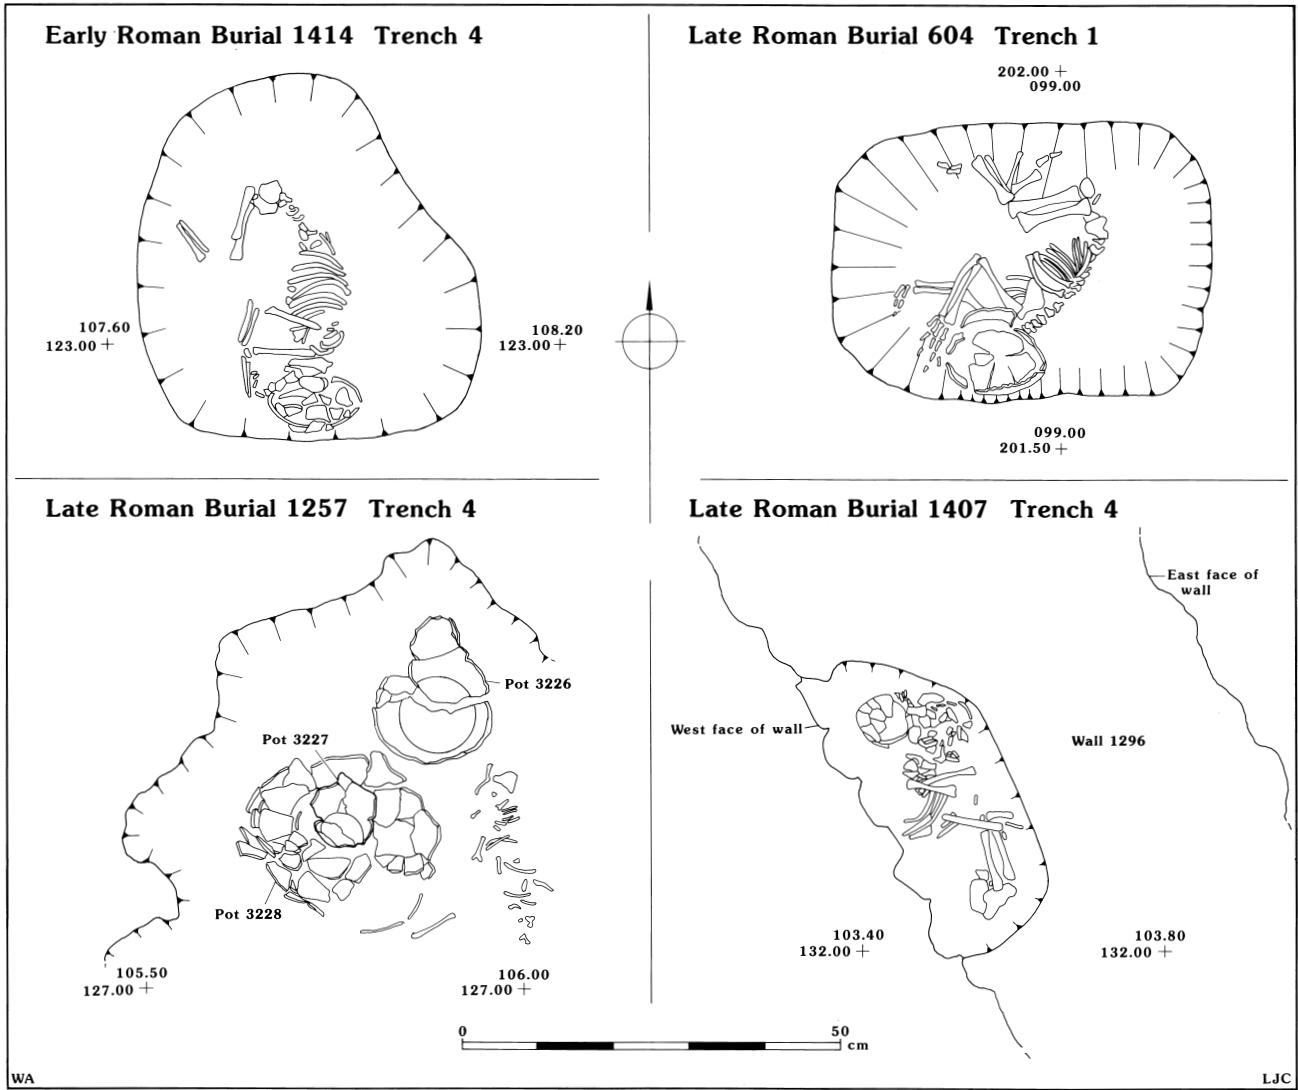 Early Roman Burial 1414 Trench 4
107.60
123.00 +
108.20
123.00 +
Late Roman Burial 604 Trench 1
202.00 +
099.00
099.00
201.50 +
Late Roman Burial 1257 Trench 4
Pot 3226
Pot 3227
Pot 3228
105.50
127.00 +
106.00
127.00 +
Late Roman Burial 1407 Trench 4
East face of
wall
West face of wall
Wall 1296
103.40
132.00 +
103.80
132.00 +
0 50
cm
WA LJC